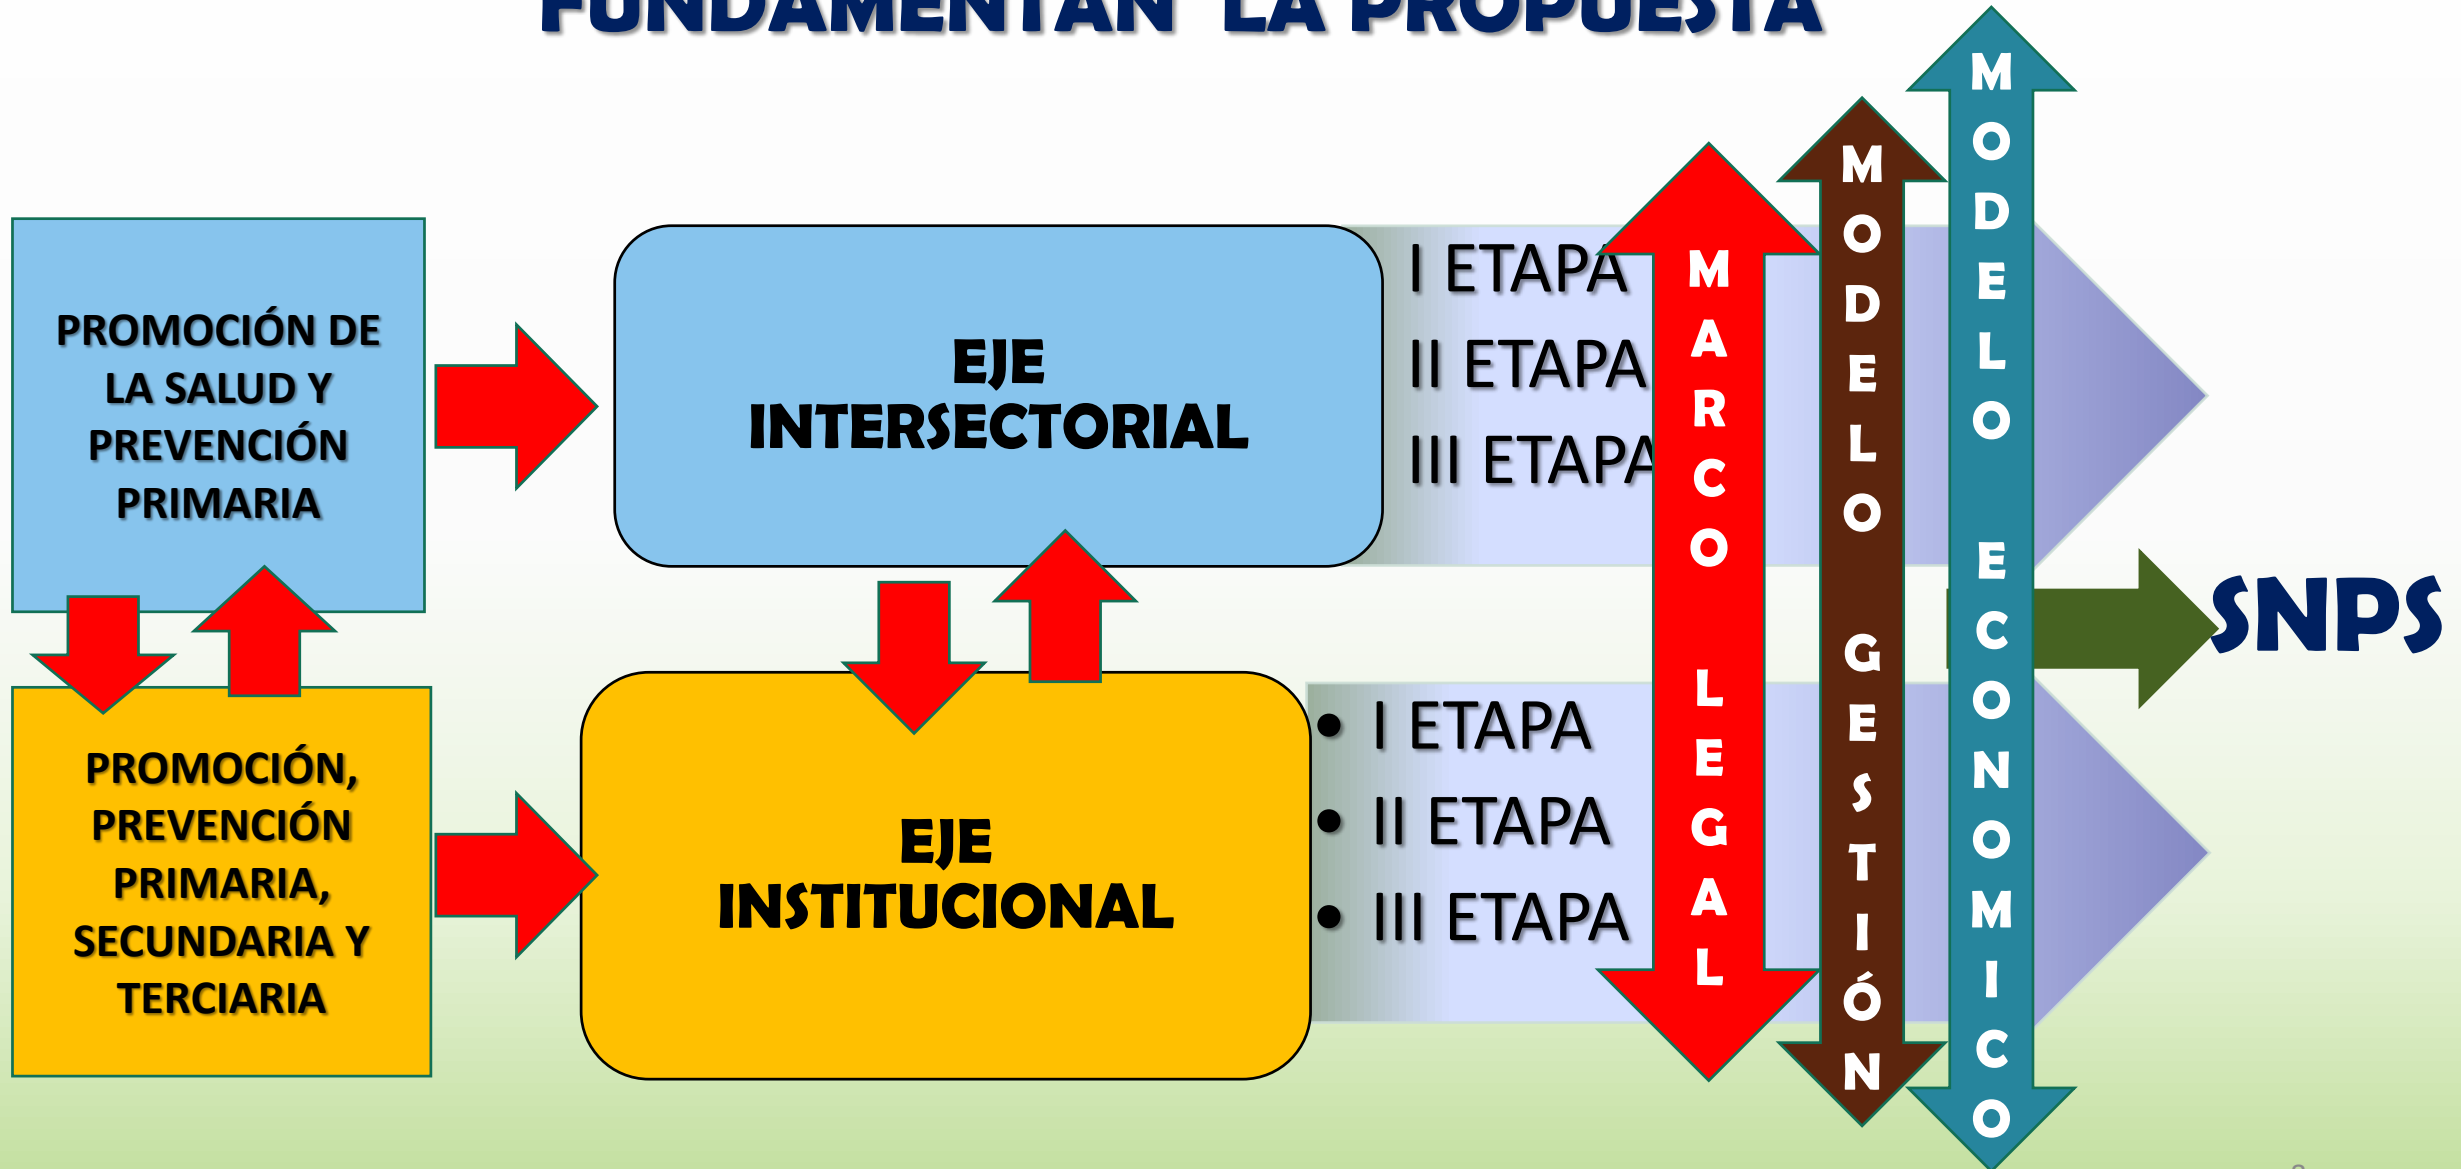 FUNDAMENTAN LA PROPUESTA
PROMOCIÓN DE
LA SALUD Y
PREVENCIÓN
PRIMARIA
EJE
INTERSECTORIAL
I ETAPA
II ETAPA
III ETAPA
PROMOCIÓN,
PREVENCIÓN
PRIMARIA,
SECUNDARIA Y
TERCIARIA
EJE
INSTITUCIONAL
• I ETAPA
• II ETAPA
• III ETAPA
MARCO LEGAL
MODELO GESTIÓN
MODELO ECONOMICO
SNPS